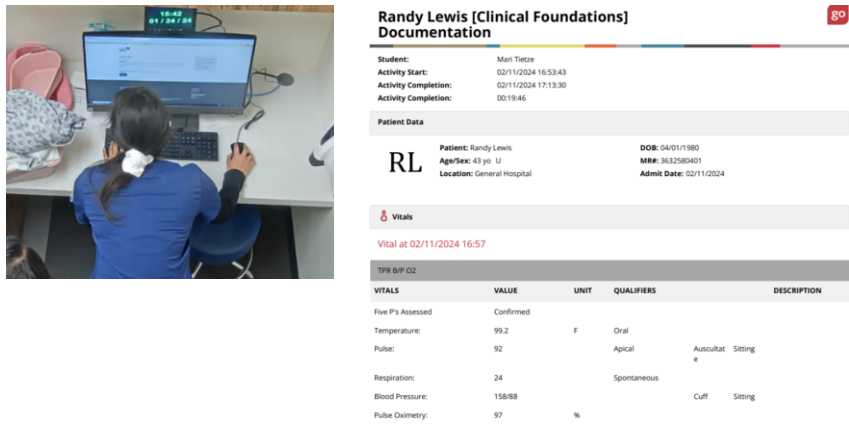 15:42
01 / 24 / 24
Randy Lewis [Clinical Foundations]
Documentation
go
Student: Mari Tietze
Activity Start: 02/11/2024 16:53:43
Activity Completion: 02/11/2024 17:13:30
Activity Completion: 00:19:46
Patient Data
RL
Patient: Randy Lewis DOB: 04/01/1980
Age/Sex: 43 yo U MR#: 3632580401
Location: General Hospital Admit Date: 02/11/2024
Vitals
Vital at 02/11/2024 16:57
TPR B/P O2
VITALS VALUE UNIT QUALIFIERS DESCRIPTION
Five P's Assessed Confirmed
Temperature: 99.2 F Oral
Pulse: 92 Apical Auscultat Sitting
e
Respiration: 24 Spontaneous
Blood Pressure: 158/88 Cuff Sitting
Pulse Oximetry: 97 %